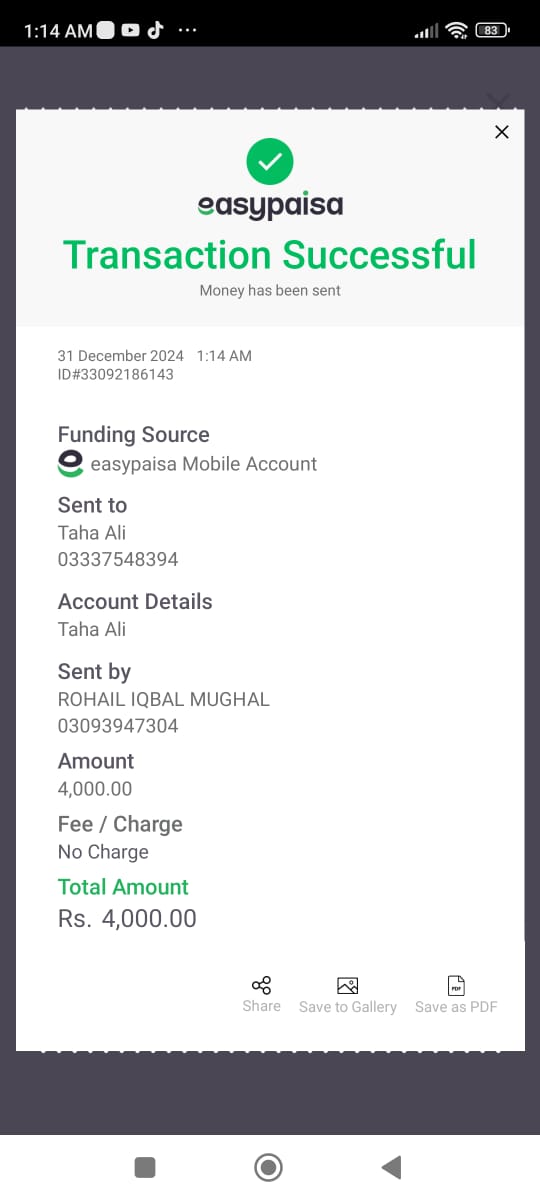 1:14 AM
83
easypaisa
Transaction Successful
Money has been sent
31 December 2024 1:14 AM
ID#33092186143
Funding Source
easypaisa Mobile Account
Sent to
Taha Ali
03337548394
Account Details
Taha Ali
Sent by
ROHAIL IQBAL MUGHAL
03093947304
Amount
4,000.00
Fee / Charge
No Charge
Total Amount
Rs. 4,000.00
PDF
Share Save to Gallery Save as PDF